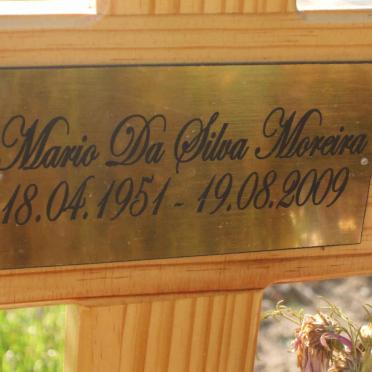 Mario Da Silva Moreira
18.04.1951 - 19.08.2009